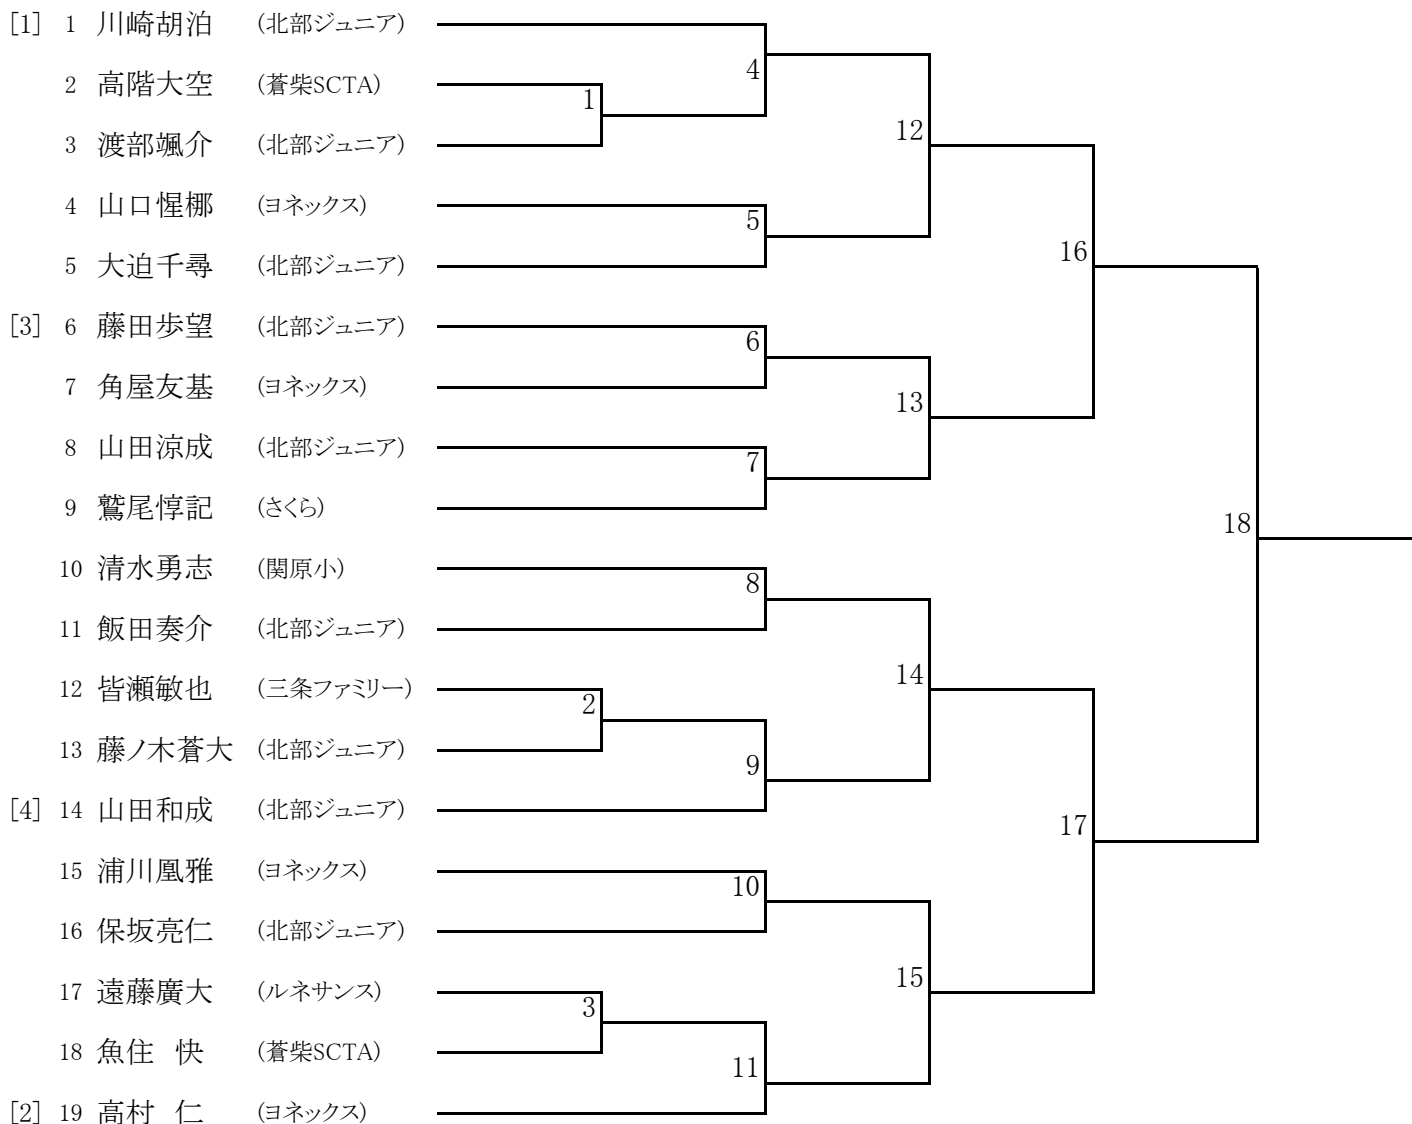 [1] 1 川崎胡泊 (北部ジュニア)
4
2 高階大空 (蒼柴SCTA)
1
12
3 渡部颯介 (北部ジュニア)
4 山口惺梛 (ヨネックス)
5
16
5 大迫千尋 (北部ジュニア)
[3] 6 藤田歩望 (北部ジュニア)
6
7 角屋友基 (ヨネックス)
13
8 山田涼成 (北部ジュニア)
7
9 鷲尾惇記 (さくら)
18
10 清水勇志 (関原小)
8
11 飯田奏介 (北部ジュニア)
14
12 皆瀬敏也 (三条ファミリー)
2
13 藤ノ木蒼大 (北部ジュニア)
9
[4] 14 山田和成 (北部ジュニア)
17
15 浦川凰雅 (ヨネックス)
10
16 保坂亮仁 (北部ジュニア)
15
17 遠藤廣大 (ルネサンス)
3
18 魚住 快 (蒼柴SCTA)
11
[2] 19 高村 仁 (ヨネックス)